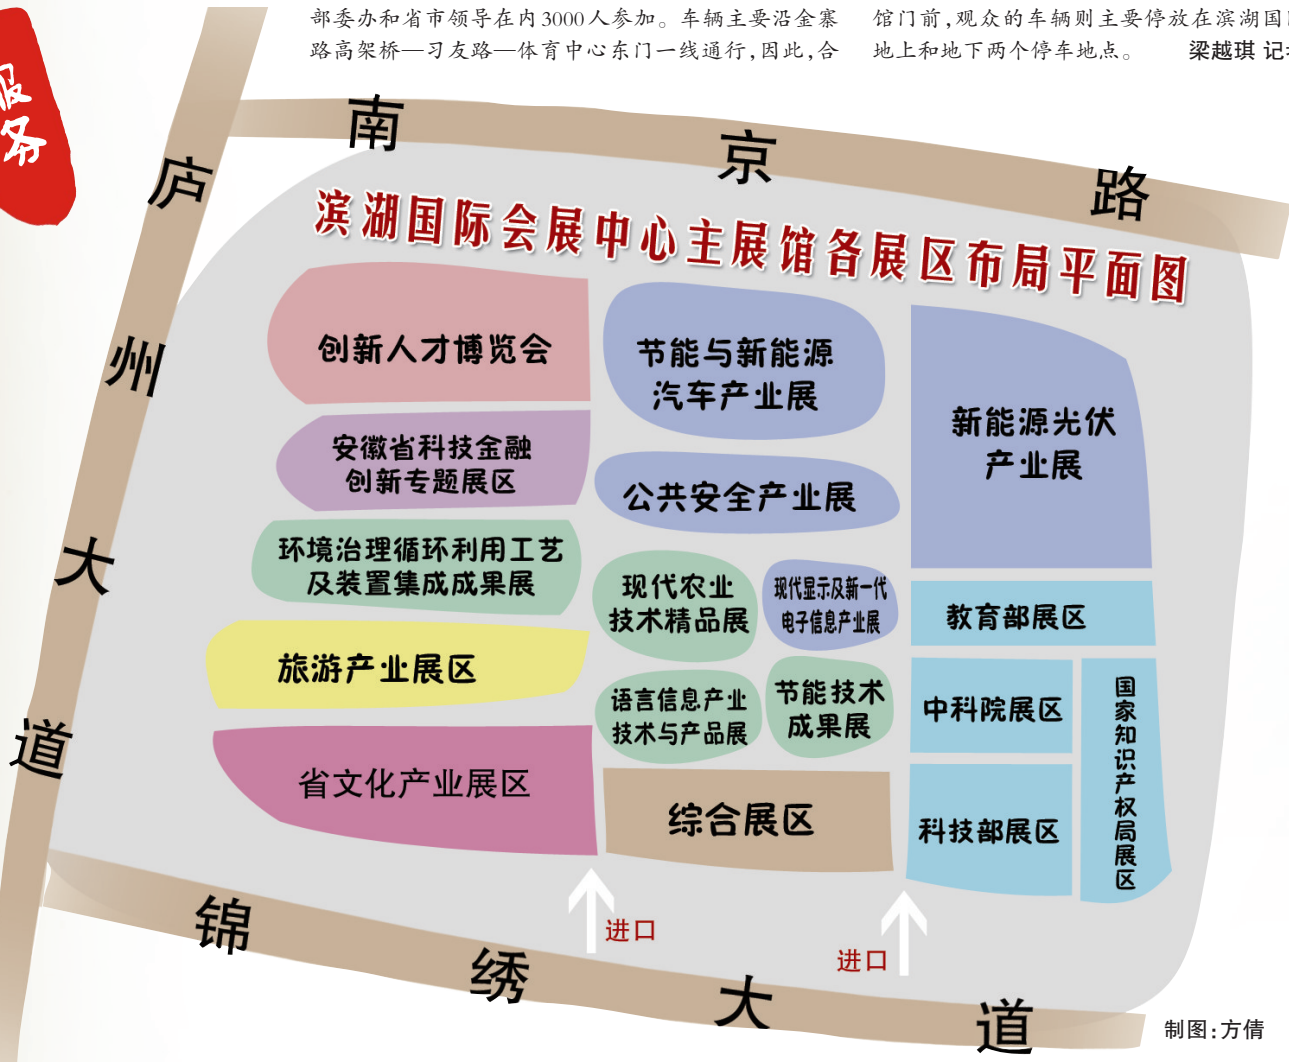 部委办和省市领导在内3000人参加。车辆主要沿金寨
路高架桥—习友路—体育中心东门一线通行,因此,合
馆门前,观众的车辆则主要停放在滨湖国
地上和地下两个停车地点。
梁越琪 记
服
务
南京路
庐州大道
滨湖国际会展中心主展馆各展区布局平面图
创新人才博览会
安徽省科技金融
创新专题展区
环境治理循环利用工艺
及装置集成成果展
旅游产业展区
省文化产业展区
节能与新能源
汽车产业展
公共安全产业展
现代农业
技术精品展
现代显示及新一代
电子信息产业展
语言信息产业
技术与产品展
节能技术
成果展
综合展区
新能源光伏
产业展
教育部展区
中科院展区
科技部展区
国家知识产权局展区
进口
进口
锦绣大道
制图:方倩